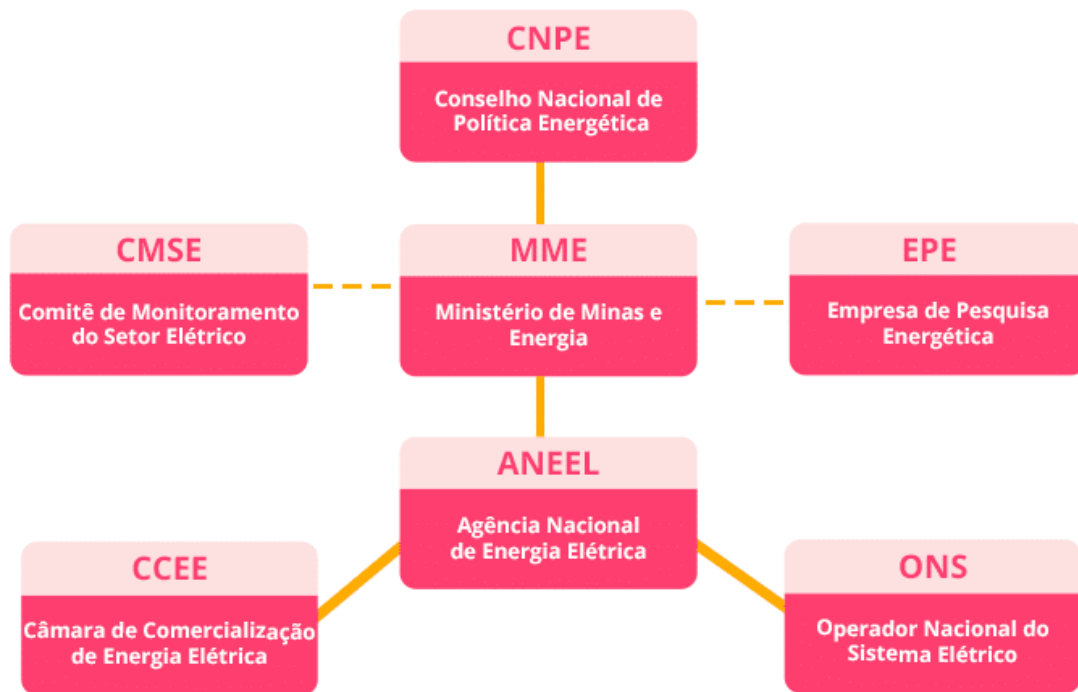 CNPE
Conselho Nacional de
Política Energética
CMSE
Comitê de Monitoramento
do Setor Elétrico
MME
Ministério de Minas e
Energia
EPE
Empresa de Pesquisa
Energética
ANEEL
Agência Nacional
de Energia Elétrica
CCEE
Câmara de Comercialização
de Energia Elétrica
ONS
Operador Nacional do
Sistema Elétrico